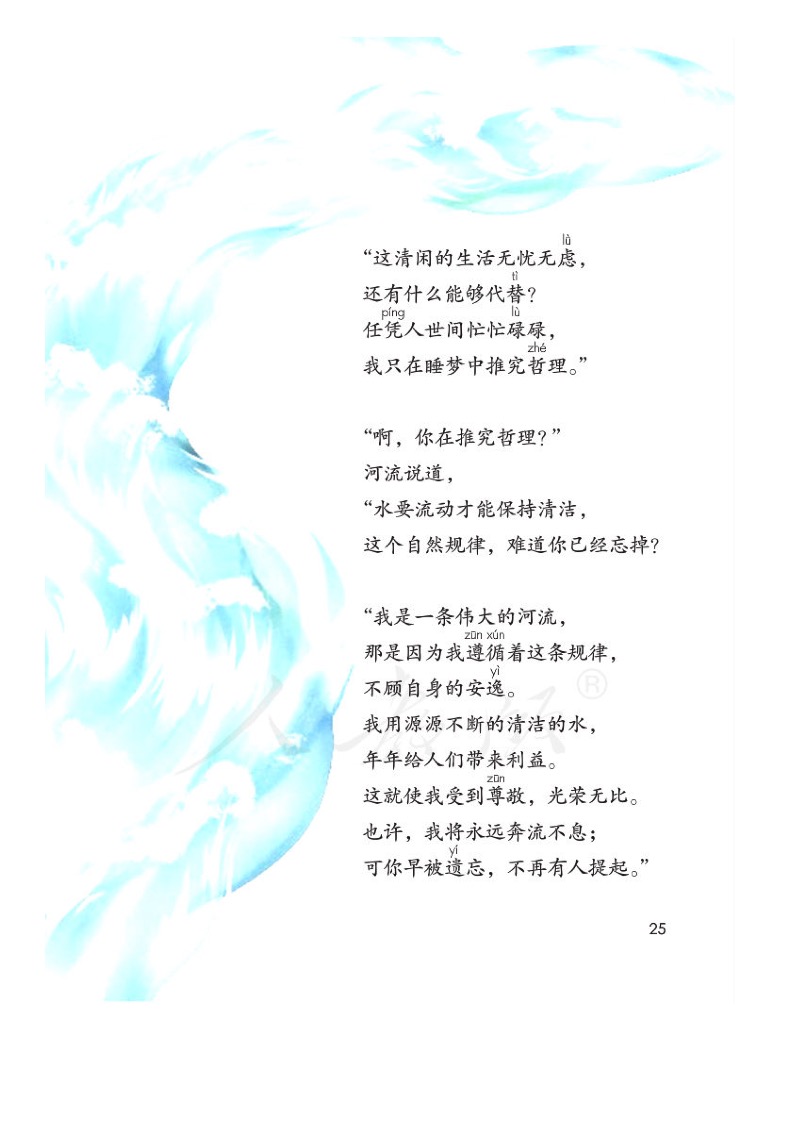 lǜ
“这清闲的生活无忧无虑，
tì
还有什么能够代替？
píng lù
任凭人世间忙忙碌碌，
zhé
我只在睡梦中推究哲理。”
“啊，你在推究哲理？”
河流说道，
“水要流动才能保持清洁，
这个自然规律，难道你已经忘掉？
“我是一条伟大的河流，
zūn xún
那是因为我遵循着这条规律，
yì
不顾自身的安逸。
我用源源不断的清洁的水，
年年给人们带来利益。
zūn
这就使我受到尊敬，光荣无比。
也许，我将永远奔流不息；
yí
可你早被遗忘，不再有人提起。”
人教版®
25